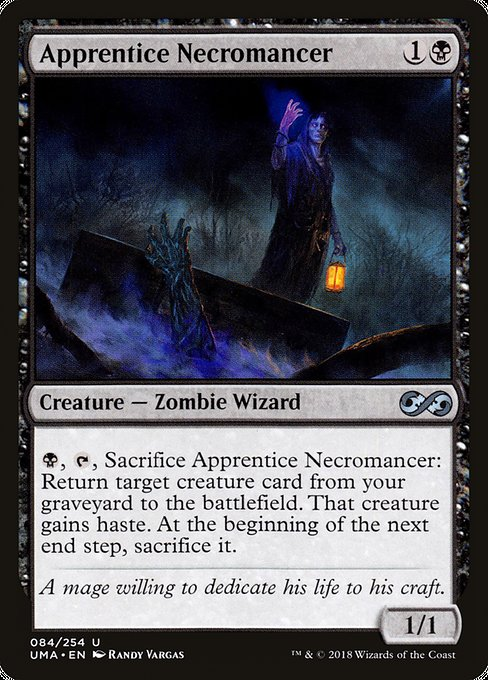 Apprentice Necromancer 1
Creature — Zombie Wizard
, , Sacrifice Apprentice Necromancer:
Return target creature card from your
graveyard to the battlefield. That creature
gains haste. At the beginning of the next
end step, sacrifice it.
A mage willing to dedicate his life to his craft.
1/1
084/254 U
UMA • EN Randy Vargas
™ & © 2018 Wizards of the Coast